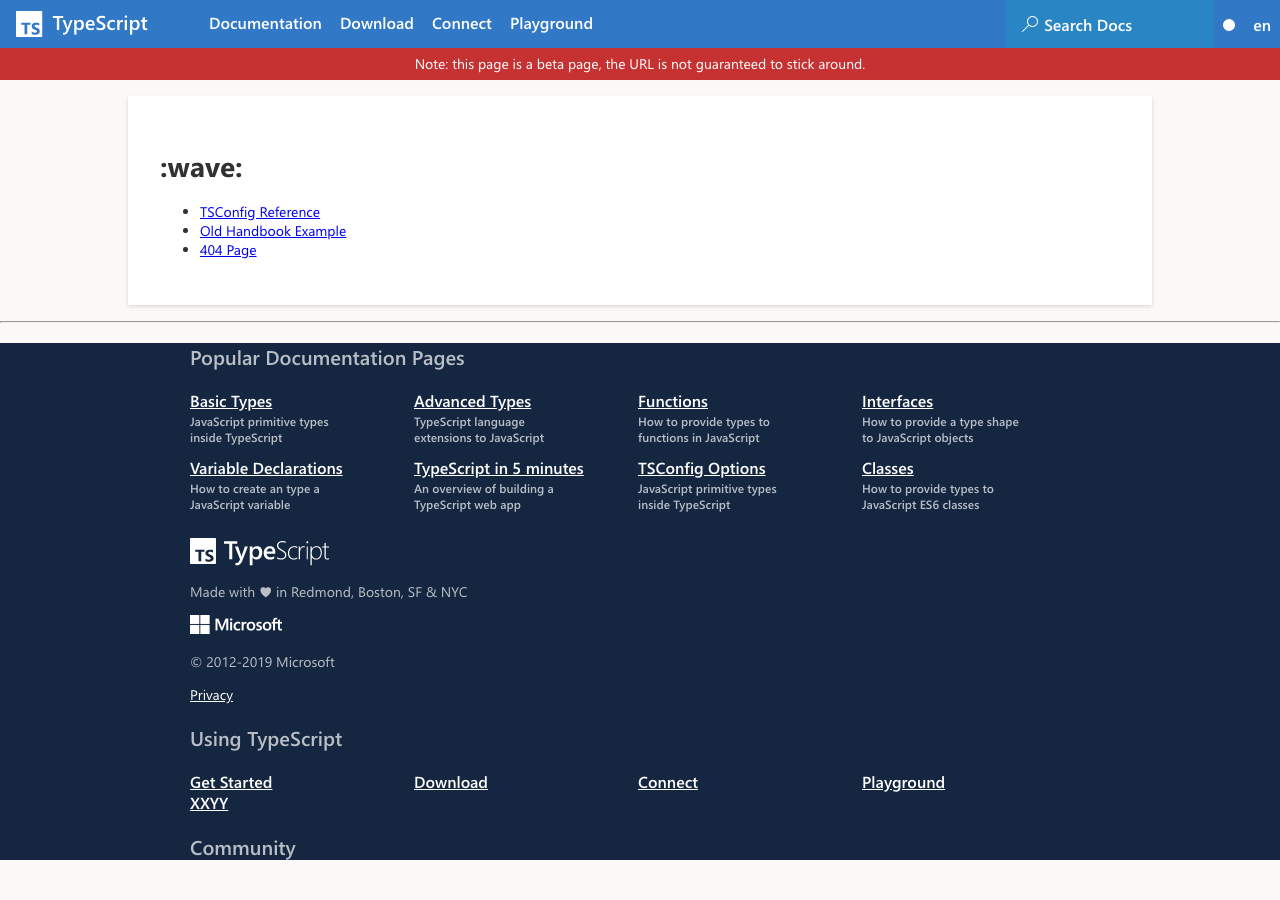 TS TypeScript Documentation Download Connect Playground Search Docs en
Note: this page is a beta page, the URL is not guaranteed to stick around.
:wave:
TSConfig Reference
Old Handbook Example
404 Page
Popular Documentation Pages
Basic Types
JavaScript primitive types
inside TypeScript
Advanced Types
TypeScript language
extensions to JavaScript
Functions
How to provide types to
functions in JavaScript
Interfaces
How to provide a type shape
to JavaScript objects
Variable Declarations
How to create an type a
JavaScript variable
TypeScript in 5 minutes
An overview of building a
TypeScript web app
TSConfig Options
JavaScript primitive types
inside TypeScript
Classes
How to provide types to
JavaScript ES6 classes
TS TypeScript
Made with ♥ in Redmond, Boston, SF & NYC
Microsoft
© 2012-2019 Microsoft
Privacy
Using TypeScript
Get Started Download Connect Playground
XXYY
Community